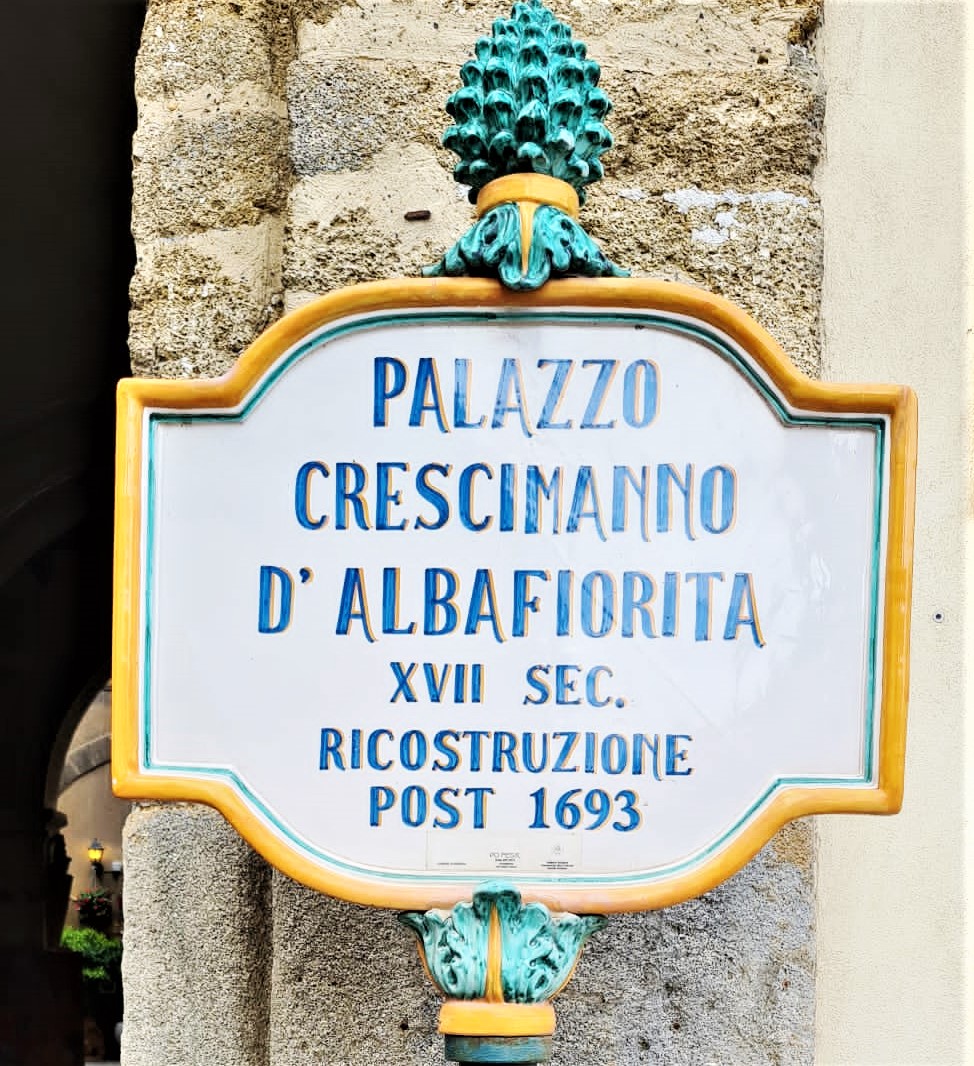 PALAZZO
CRESCIMANNO
D' ALBAFIORITA
XVII SEC.
RICOSTRUZIONE
POST 1693